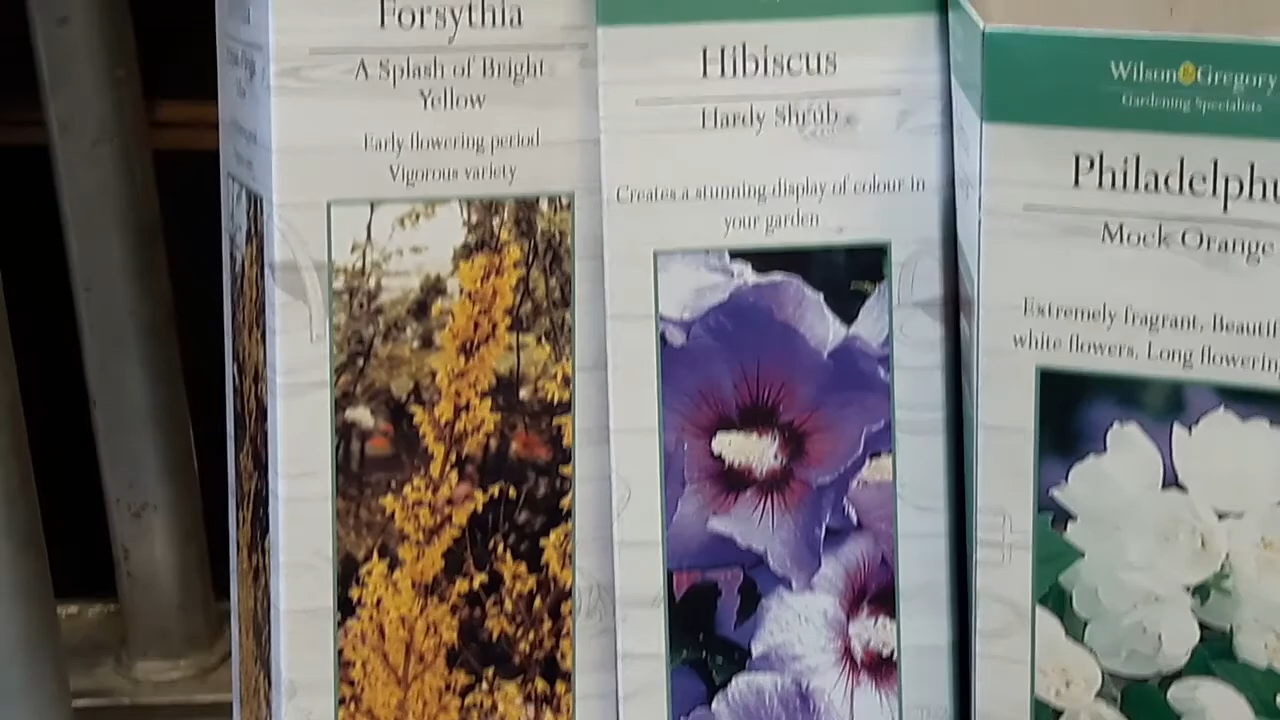 Forsythia
A Splash of Bright
Yellow
Early flowering period
Vigorous variety
Hibiscus
Hardy Shrub
Creates a stunning display of colour in
your garden
Wilson & Gregory
Gardening Specialists
Philadelphu
Mock Orange
Extremely fragrant, Beautif
white flowers, Long flowering